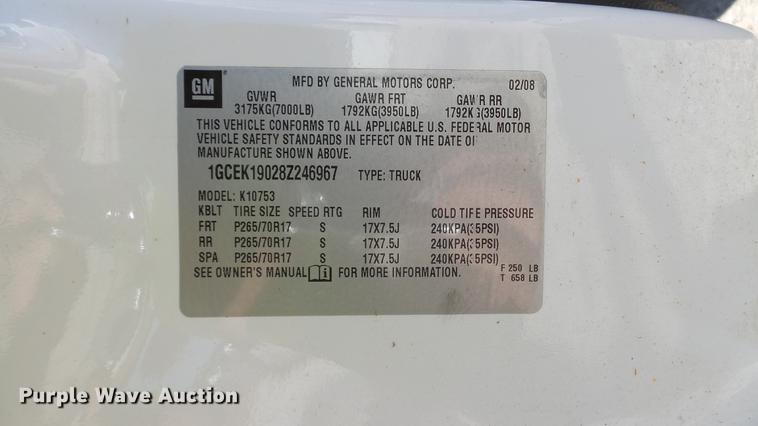 GM
MFD BY GENERAL MOTORS CORP. 02/08
GVWR GAWR FRT GAWR RR
3175KG(7000LB) 1792KG(3950LB) 1792KG(3950LB)
THIS VEHICLE CONFORMS TO ALL APPLICABLE U.S. FEDERAL MOTOR
VEHICLE SAFETY STANDARDS IN EFFECT ON THE DATE OF
MANUFACTURE SHOWN ABOVE.
1GCEK19028Z246967 TYPE: TRUCK
MODEL: K10753
KBLT TIRE SIZE SPEED RTG RIM COLD TIRE PRESSURE
FRT P265/70R17 S 17X7.5J 240KPA(35PSI)
RR P265/70R17 S 17X7.5J 240KPA(35PSI)
SPA P265/70R17 S 17X7.5J 240KPA(35PSI)
SEE OWNER'S MANUAL FOR MORE INFORMATION.
F 250 LB
T 658 LB
Purple Wave Auction